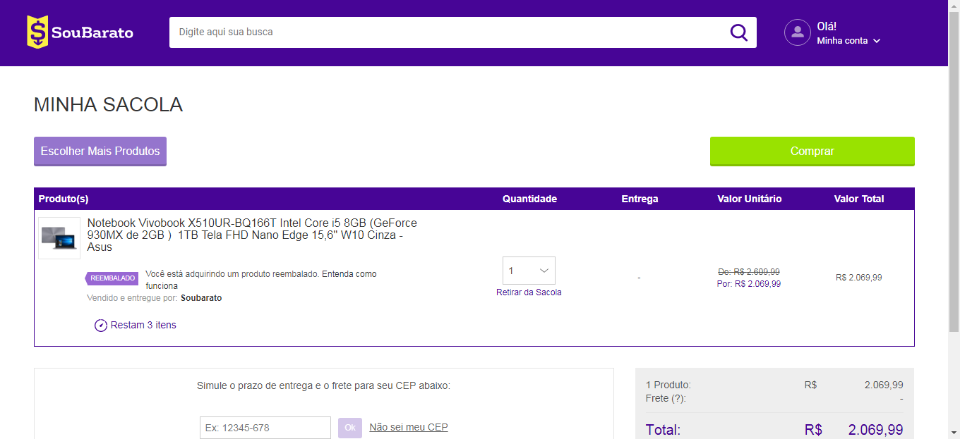 SouBarato
Digite aqui sua busca
Olá!
Minha conta
MINHA SACOLA
Escolher Mais Produtos
Comprar
Produto(s) Quantidade Entrega Valor Unitário Valor Total
Notebook Vivobook X510UR-BQ166T Intel Core i5 8GB (GeForce
930MX de 2GB ) 1TB Tela FHD Nano Edge 15,6" W10 Cinza -
Asus
REEMBALADO
Você está adquirindo um produto reembalado. Entenda como
funciona
Vendido e entregue por: Soubarato
Restam 3 itens
1
Retirar da Sacola
-
De: R$ 2.609,99
Por: R$ 2.069,99
R$ 2.069,99
Simule o prazo de entrega e o frete para seu CEP abaixo:
Ex: 12345-678 Ok Não sei meu CEP
1 Produto: R$ 2.069,99
Frete (?): -
Total: R$ 2.069,99